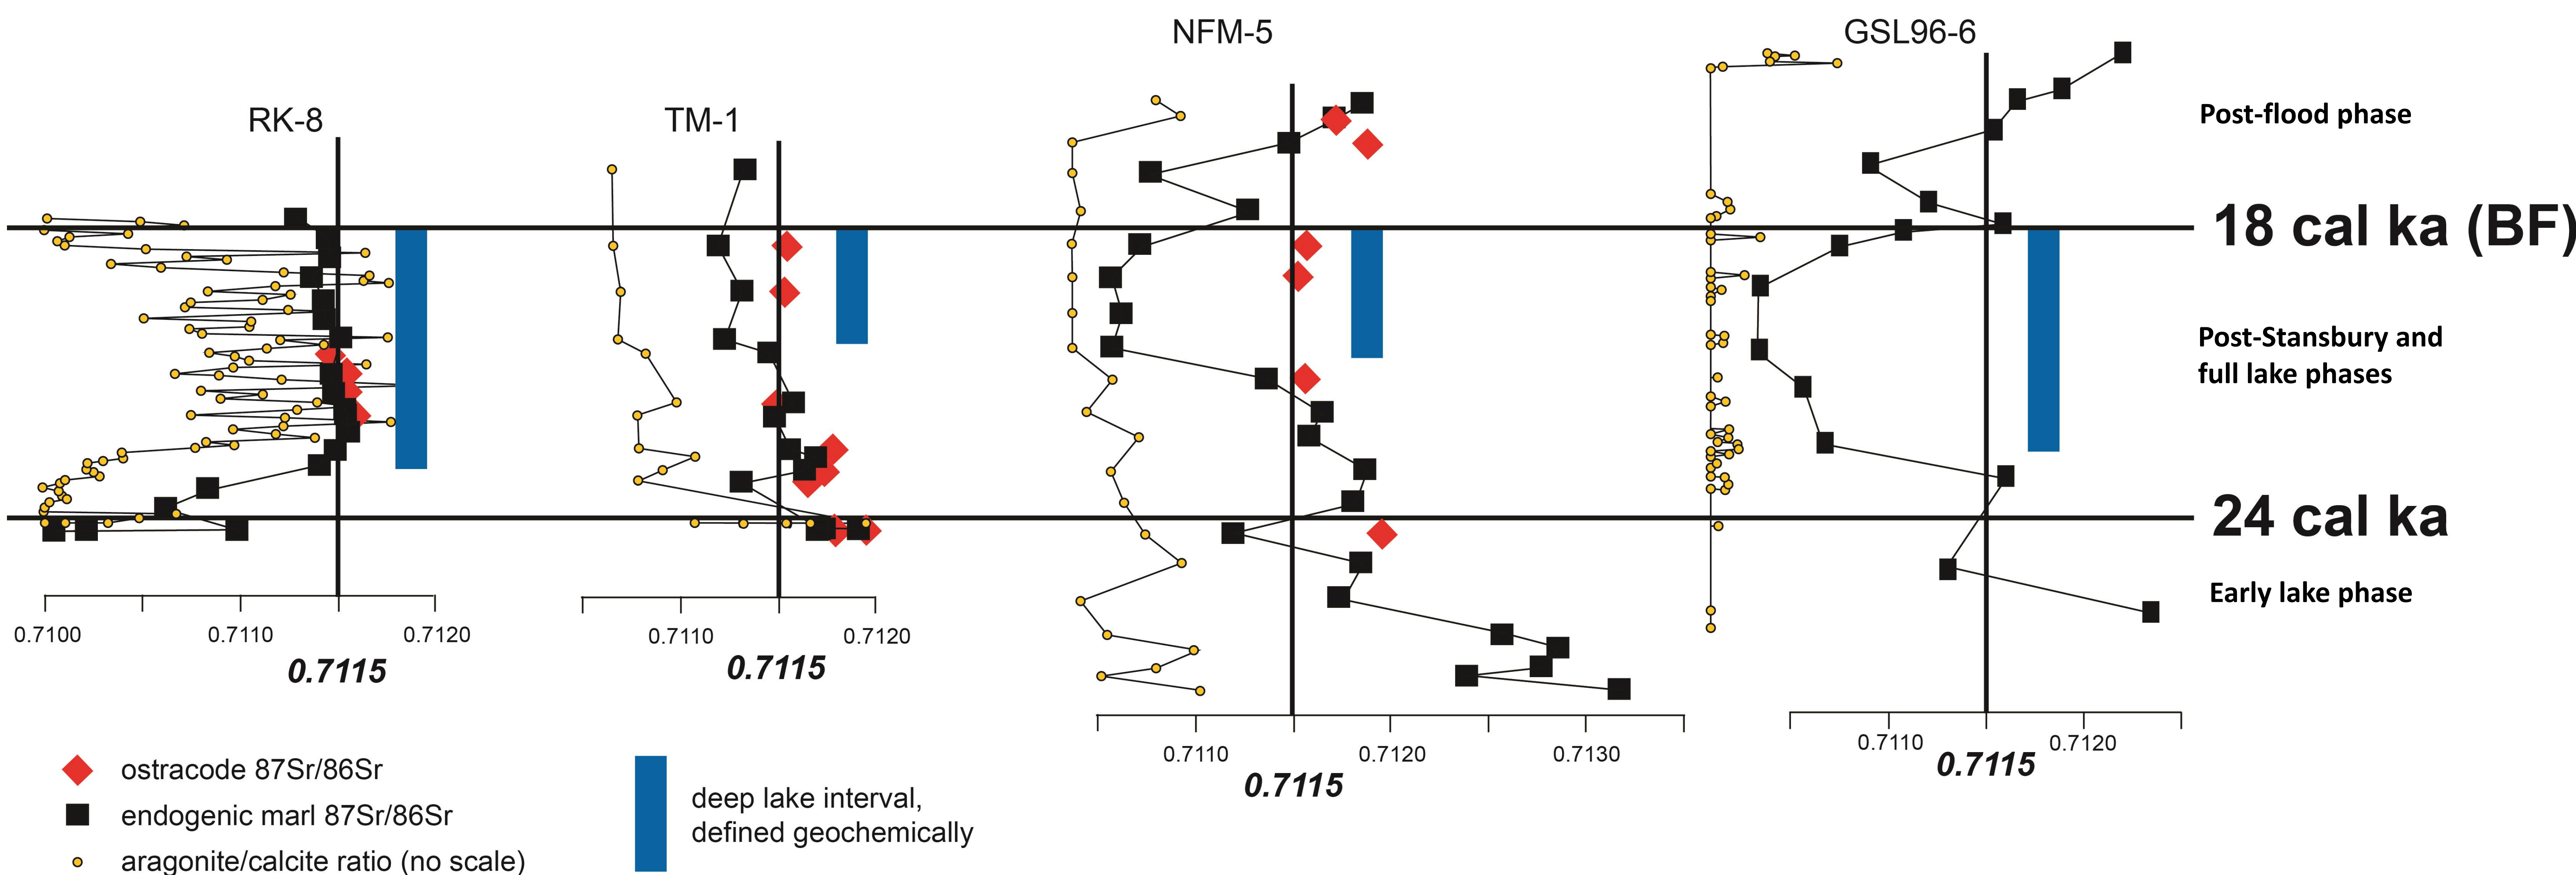 NFM-5
GSL96-6
RK-8
TM-1
Post-flood phase
18 cal ka (BF)
Post-Stansbury and
full lake phases
24 cal ka
Early lake phase
0.7100
0.7110
0.7120
0.7115
0.7110
0.7120
0.7115
0.7110
0.7120
0.7130
0.7115
0.7110
0.7120
0.7115
ostracode 87Sr/86Sr
endogenic marl 87Sr/86Sr
aragonite/calcite ratio (no scale)
deep lake interval,
defined geochemically